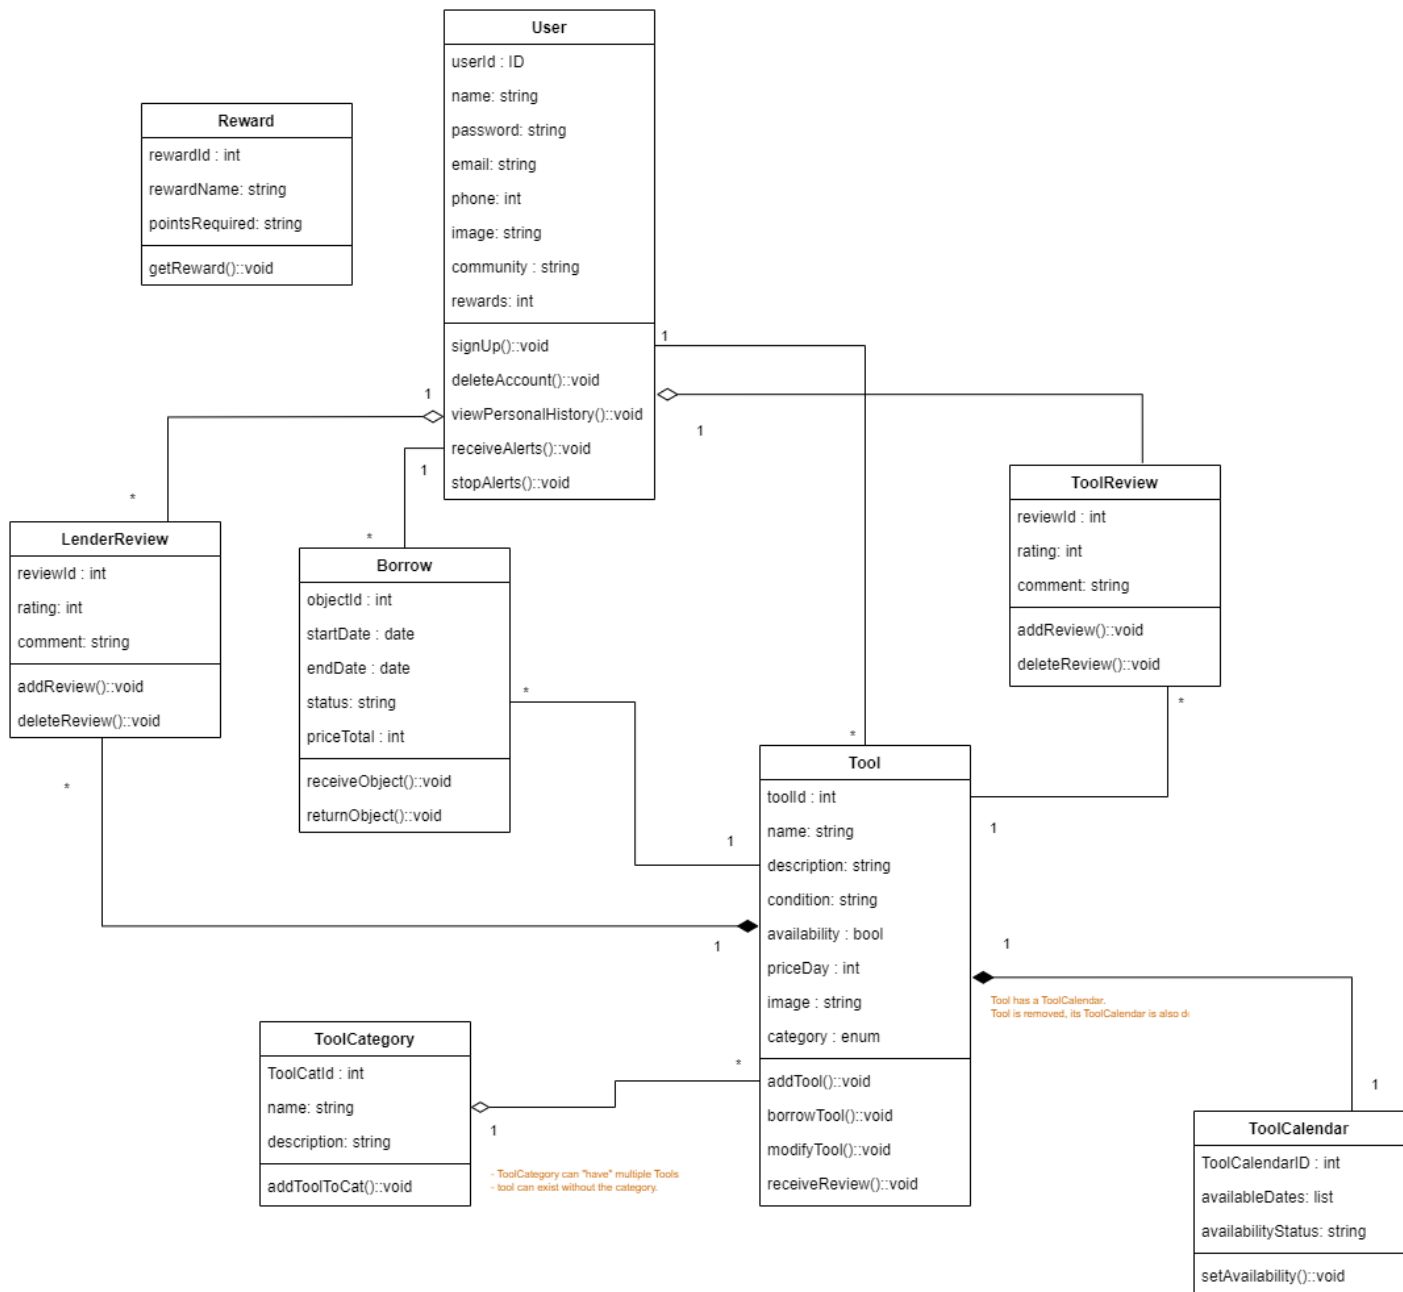 User
userId : ID
name: string
password: string
email: string
phone: int
image: string
community : string
rewards: int
signUp()::void
deleteAccount()::void
viewPersonalHistory()::void
receiveAlerts()::void
stopAlerts()::void
Reward
rewardId : int
rewardName: string
pointsRequired: string
getReward()::void
1
1
1
1
*
*
LenderReview
reviewId : int
rating: int
comment: string
addReview()::void
deleteReview()::void
*
Borrow
objectId : int
startDate : date
endDate : date
status: string
priceTotal : int
receiveObject()::void
returnObject()::void
*
1
ToolReview
reviewId : int
rating: int
comment: string
addReview()::void
deleteReview()::void
*
1
*
Tool
toolId : int
name: string
description: string
condition: string
availability : bool
priceDay : int
image : string
category : enum
addTool()::void
borrowTool()::void
modifyTool()::void
receiveReview()::void
1
1
Tool has a ToolCalendar.
Tool is removed, its ToolCalendar is also
*
ToolCategory
ToolCatId : int
name: string
description: string
addToolToCat()::void
1
- ToolCategory can "have" multiple Tools
- tool can exist without the category.
1
ToolCalendar
ToolCalendarID : int
availableDates: list
availabilityStatus: string
setAvailability()::void